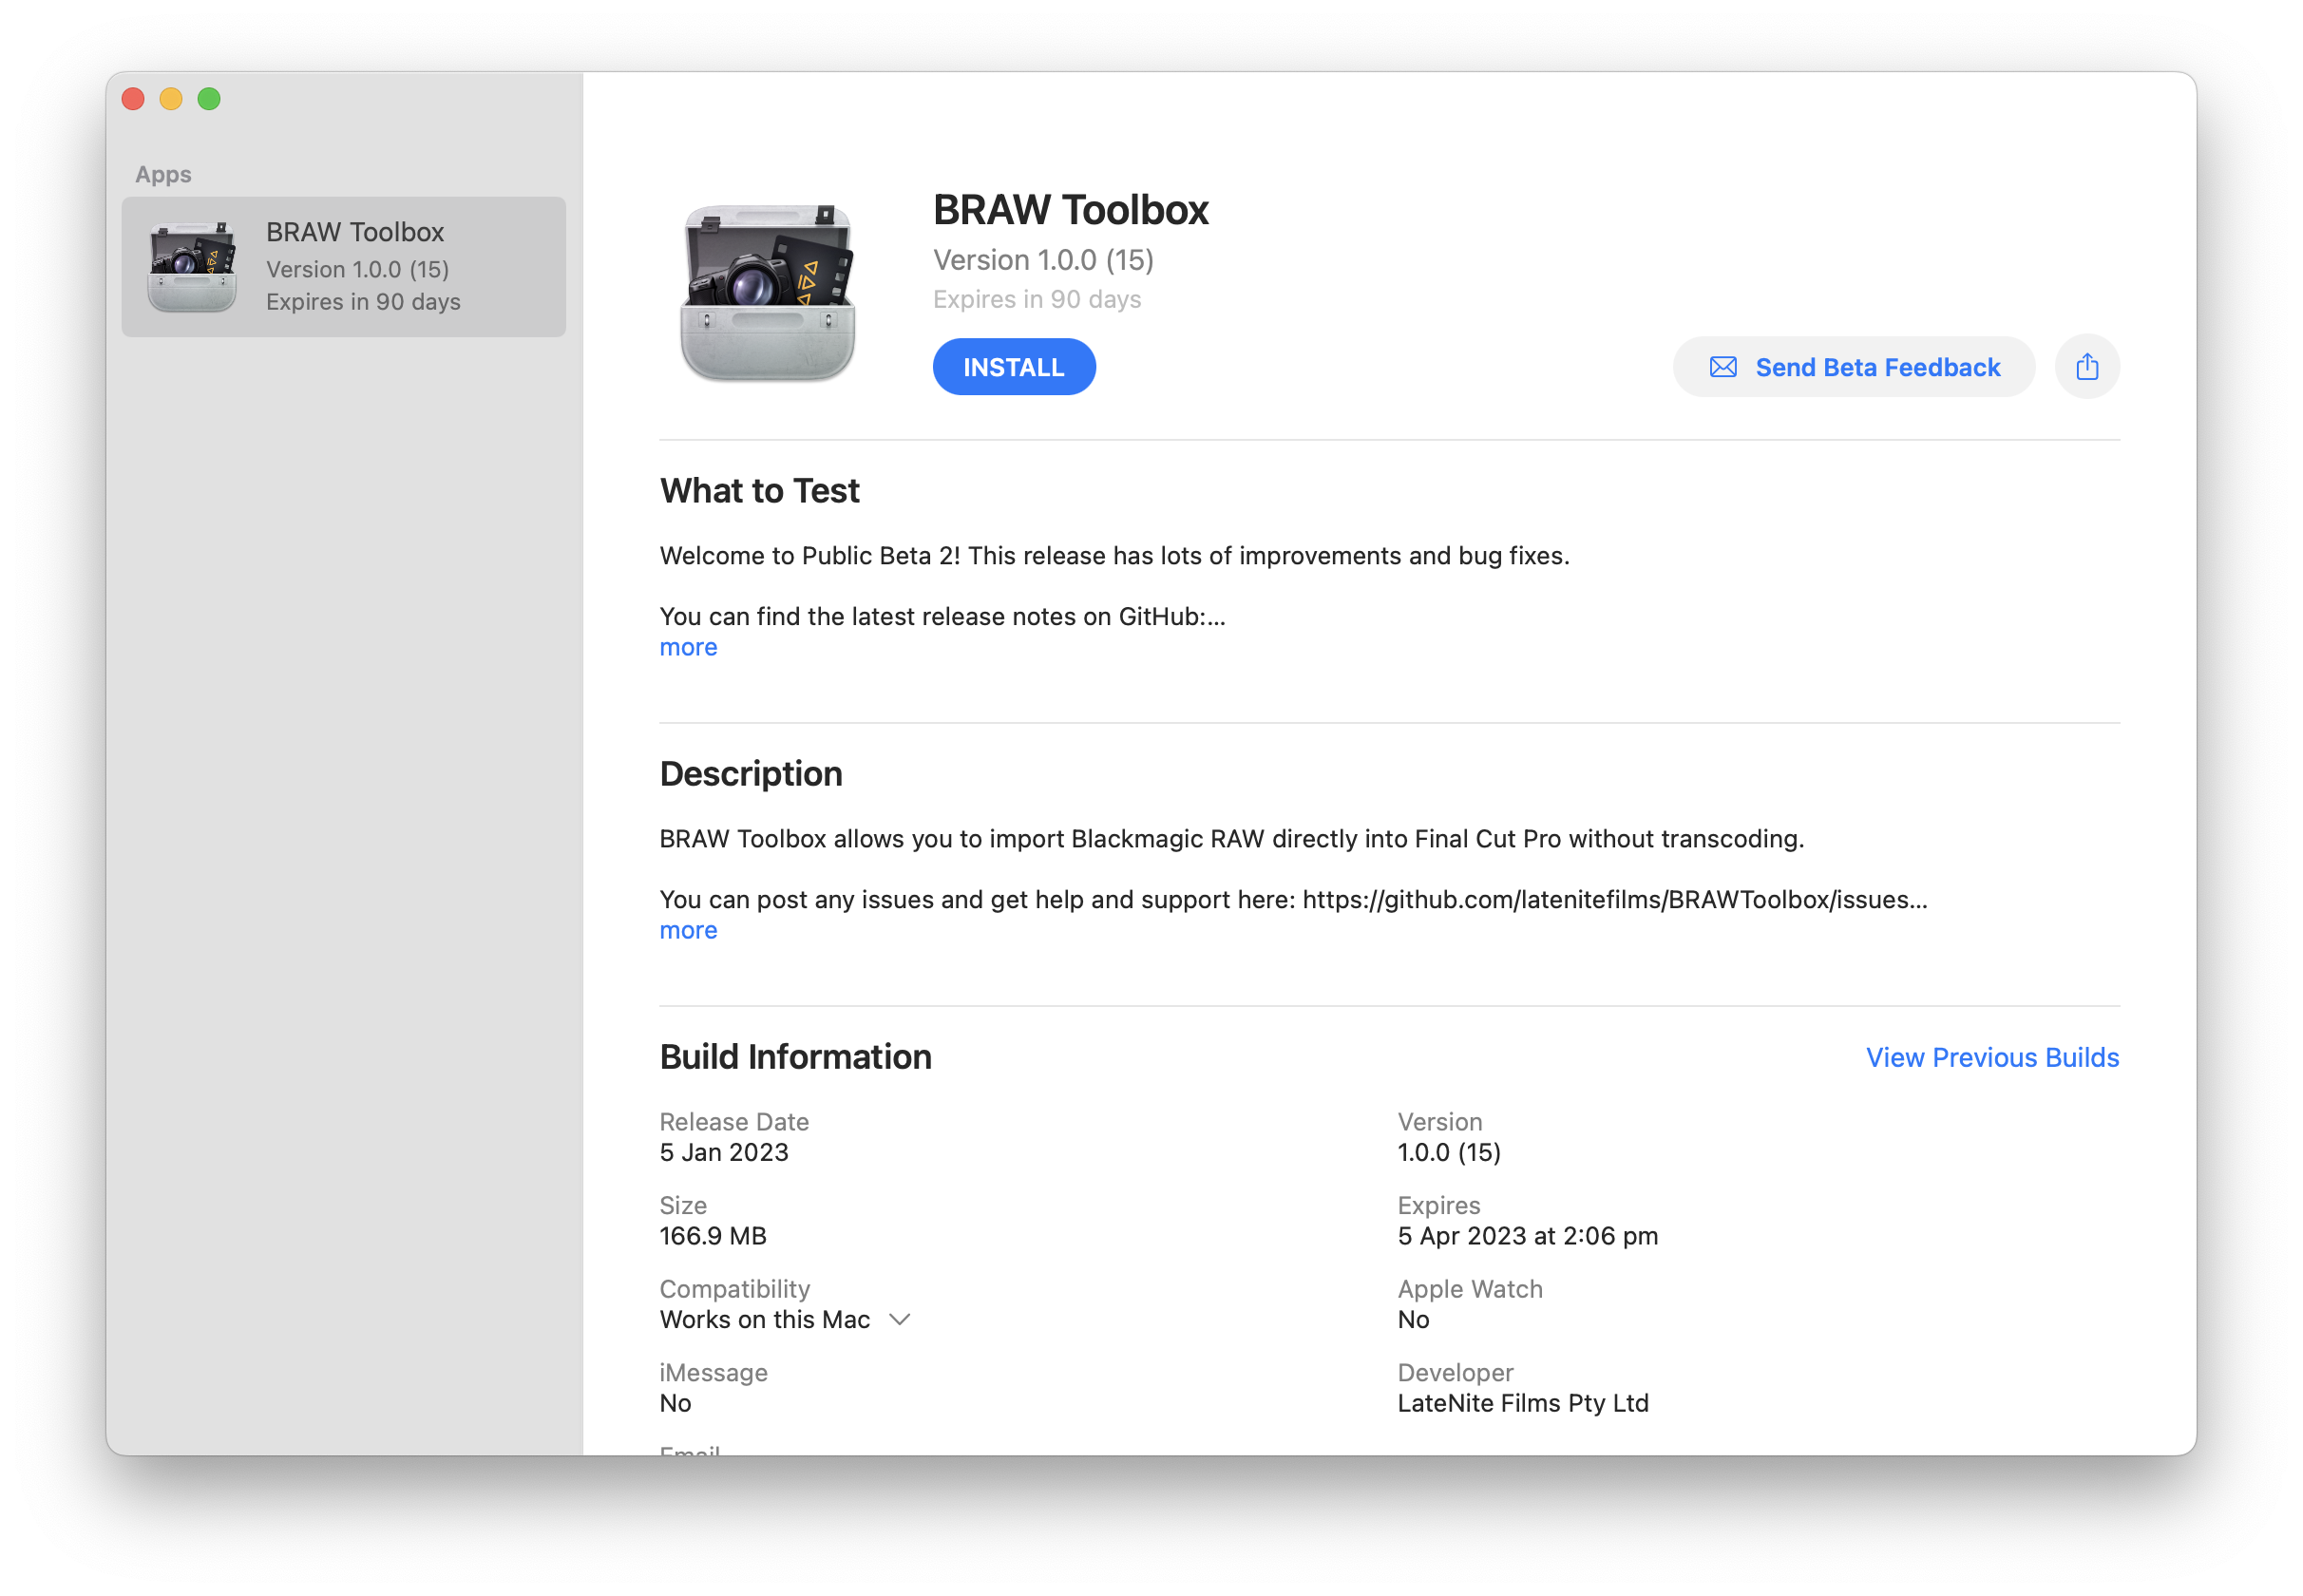 Apps
BRAW Toolbox
Version 1.0.0 (15)
Expires in 90 days
BRAW Toolbox
Version 1.0.0 (15)
Expires in 90 days
INSTALL
Send Beta Feedback
What to Test
Welcome to Public Beta 2! This release has lots of improvements and bug fixes.
You can find the latest release notes on GitHub:...
more
Description
BRAW Toolbox allows you to import Blackmagic RAW directly into Final Cut Pro without transcoding.
You can post any issues and get help and support here: https://github.com/latenitefilms/BRAWToolbox/issues...
more
Build Information
View Previous Builds
Release Date
5 Jan 2023
Version
1.0.0 (15)
Size
166.9 MB
Expires
5 Apr 2023 at 2:06 pm
Compatibility
Works on this Mac
Apple Watch
No
iMessage
No
Developer
LateNite Films Pty Ltd
Email